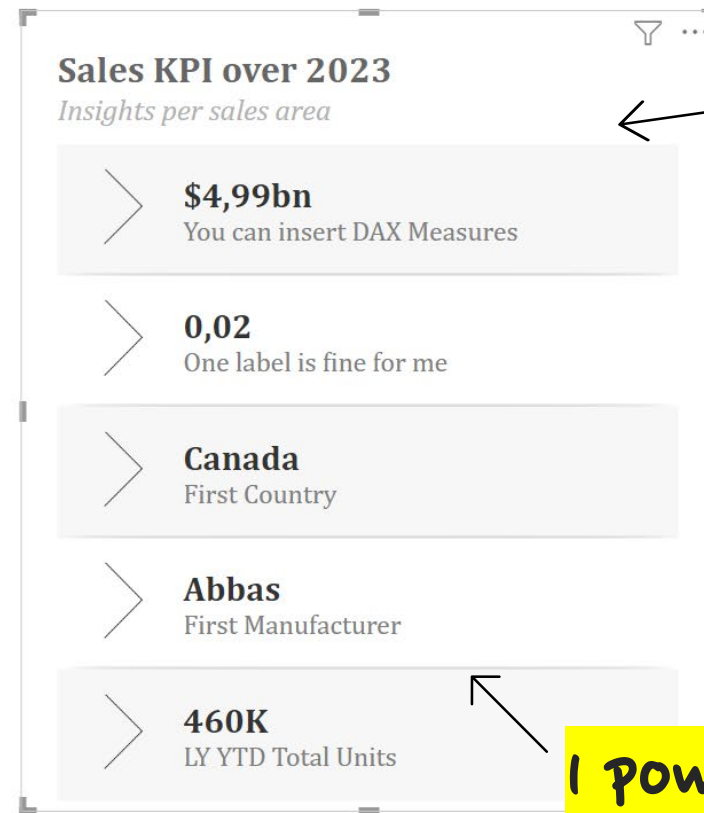 Sales KPI over 2023
Insights per sales area
$4,99bn
You can insert DAX Measures
0,02
One label is fine for me
Canada
First Country
Abbas
First Manufacturer
460K
LY YTD Total Units
1